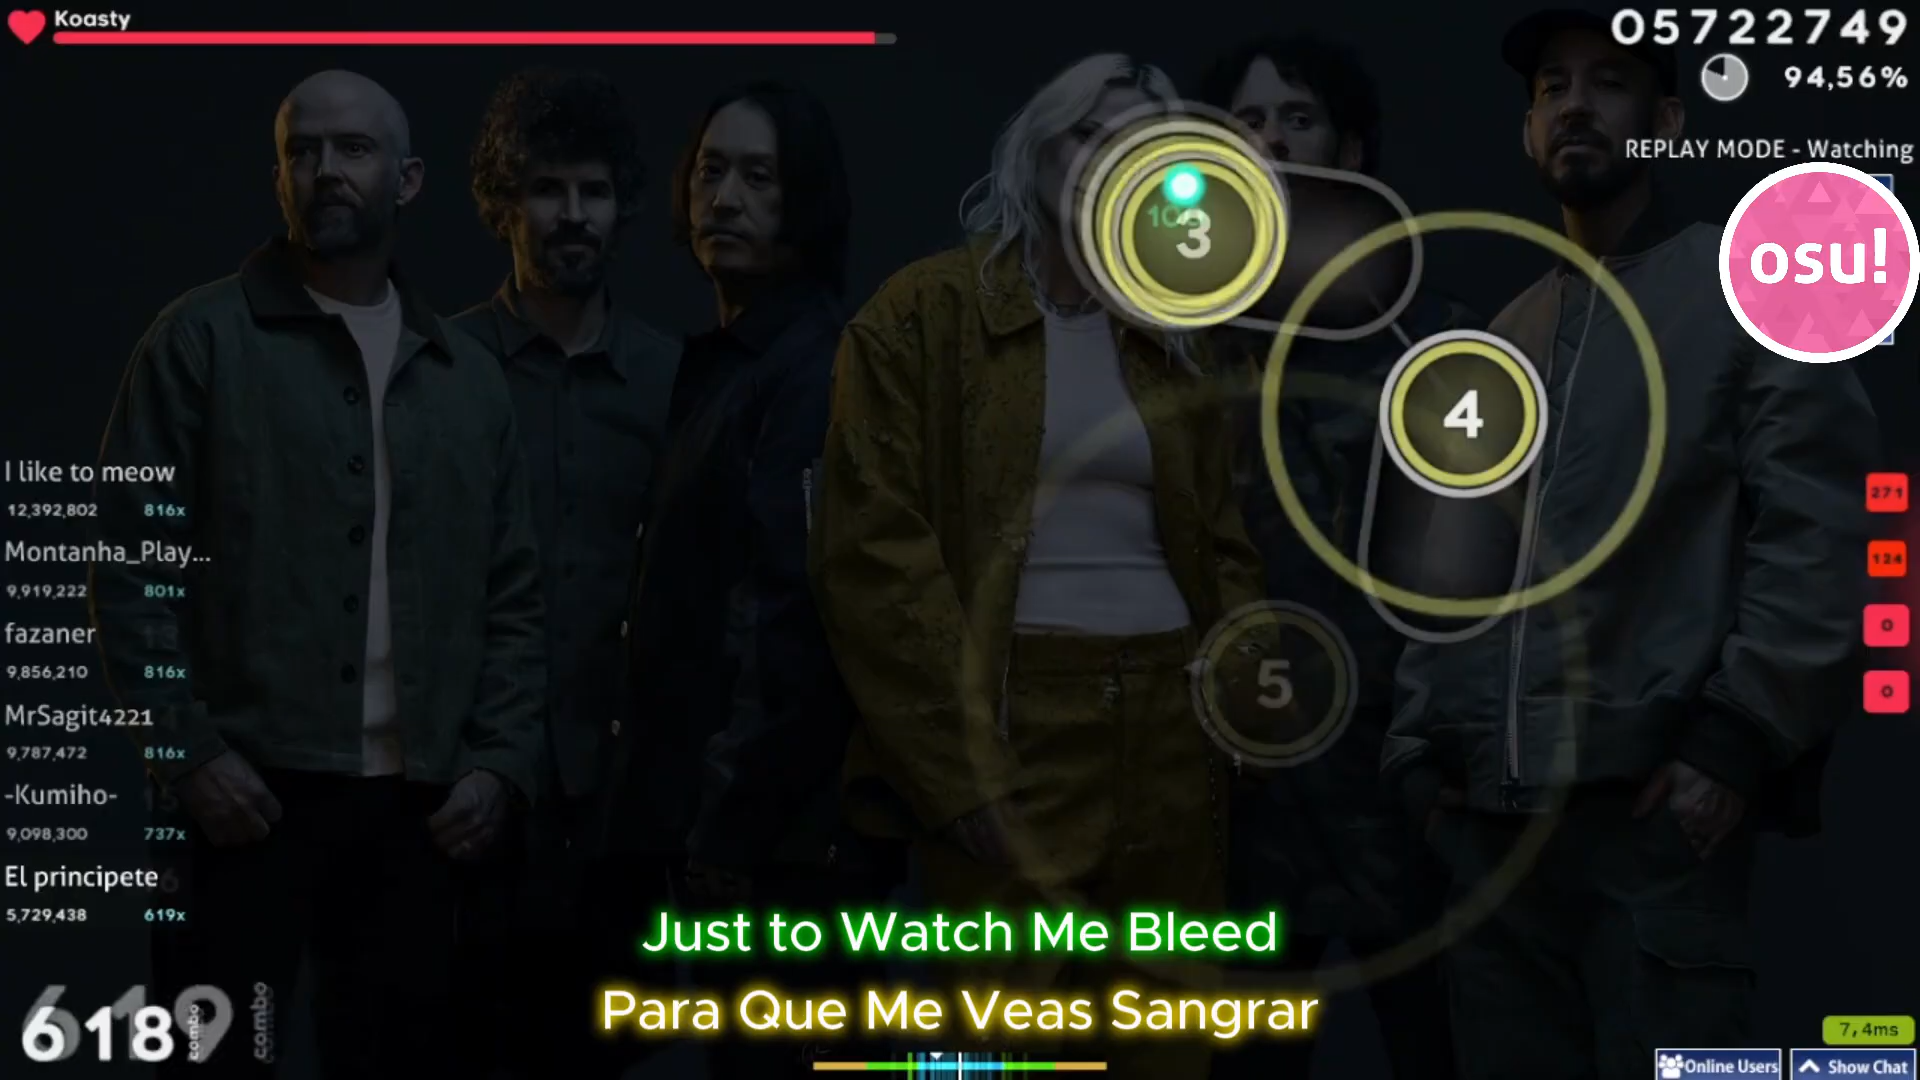 Koasty
05722749
94,56%
REPLAY MODE - Watching
osu!
3
4
5
I like to meow
12,392,802 816x
Montanha_Play...
9,919,222 801x
fazaner
9,856,210 816x
MrSagit4221
9,787,472 816x
-Kumiho-
9,098,300 737x
El principete
5,729,438 619x
271
124
0
0
Just to Watch Me Bleed
Para Que Me Veas Sangrar
618 combo
619 combo
7,4ms
Online Users
Show Chat